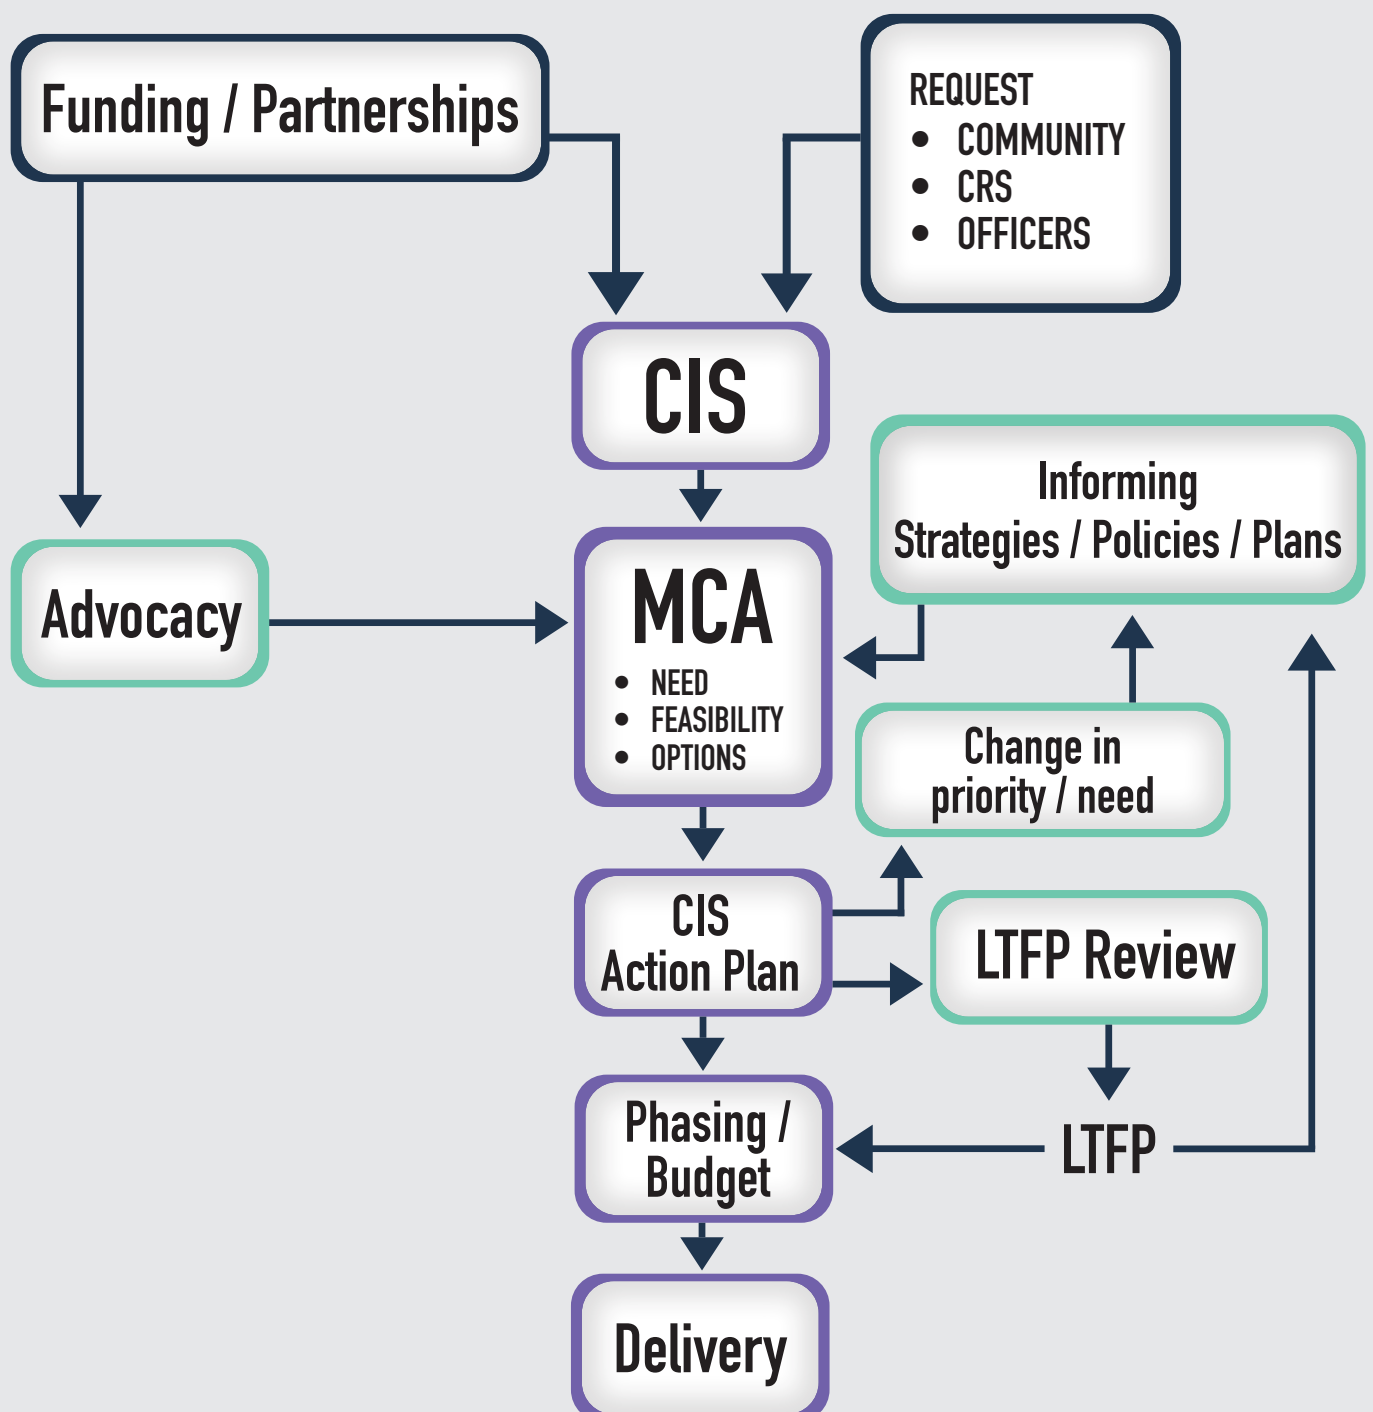 Funding / Partnerships
REQUEST
• COMMUNITY
• CRS
• OFFICERS
CIS
Informing
Strategies / Policies / Plans
Advocacy
MCA
• NEED
• FEASIBILITY
• OPTIONS
Change in
priority / need
CIS
Action Plan
LTFP Review
Phasing /
Budget
LTFP
Delivery